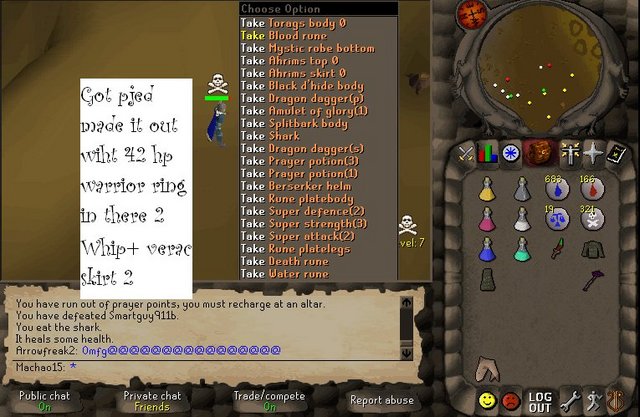 Choose Option
Take Torags body 0
Take Blood rune
Take Mystic robe bottom
Take Ahrims top 0
Take Ahrims skirt 0
Take Black d'hide body
Take Dragon dagger(p)
Take Amulet of glory(1)
Take Splitbark body
Take Shark
Take Dragon dagger(s)
Take Prayer potion(3)
Take Prayer potion(1)
Take Berserker helm
Take Rune platebody
Take Super defence(2)
Take Super strength(3)
Take Super attack(2)
Take Rune platelegs
Take Death rune
Take Water rune
Got pjed
made it out
wiht 42 hp
warrior ring
in there 2
Whip+ verac
skirt 2
vel: 7
683
166
19
321
You have run out of prayer points, you must recharge at an altar.
You have defeated Smartguy911b.
You eat the shark.
It heals some health.
Arrowfreak2: Omfg@@@@@@@@@@@@@@@@
Machao15: *
Public chat
On
Private chat
Friends
Trade/compete
On
Report abuse
LOG
OUT